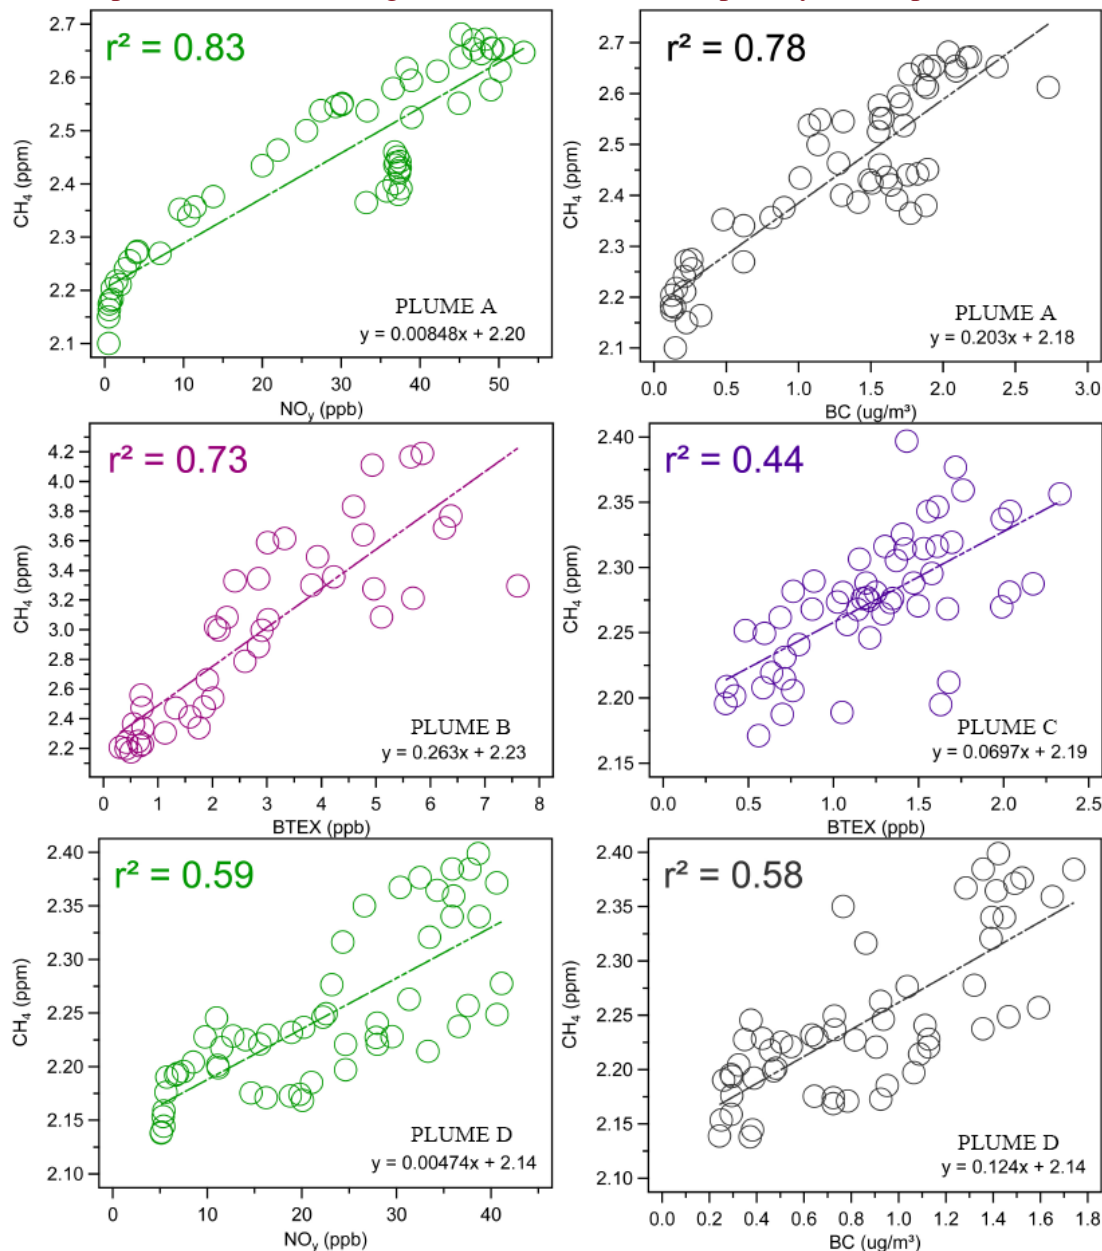 r² = 0.83
2.7
2.6
2.5
2.4
2.3
2.2
2.1
CH₄ (ppm)
PLUME A
y = 0.00848x + 2.20
0 10 20 30 40 50
NOy (ppb)
r² = 0.78
2.7
2.6
2.5
2.4
2.3
2.2
2.1
CH₄ (ppm)
PLUME A
y = 0.203x + 2.18
0.0 0.5 1.0 1.5 2.0 2.5 3.0
BC (ug/m³)
r² = 0.73
4.2
4.0
3.8
3.6
3.4
3.2
3.0
2.8
2.6
2.4
2.2
CH₄ (ppm)
PLUME B
y = 0.263x + 2.23
0 1 2 3 4 5 6 7 8
BTEX (ppb)
r² = 0.44
2.40
2.35
2.30
2.25
2.20
2.15
CH₄ (ppm)
PLUME C
y = 0.0697x + 2.19
0.0 0.5 1.0 1.5 2.0 2.5
BTEX (ppb)
r² = 0.59
2.40
2.35
2.30
2.25
2.20
2.15
2.10
CH₄ (ppm)
PLUME D
y = 0.00474x + 2.14
0 10 20 30 40
NOy (ppb)
r² = 0.58
2.40
2.35
2.30
2.25
2.20
2.15
2.10
CH₄ (ppm)
PLUME D
y = 0.124x + 2.14
0.0 0.2 0.4 0.6 0.8 1.0 1.2 1.4 1.6 1.8
BC (ug/m³)